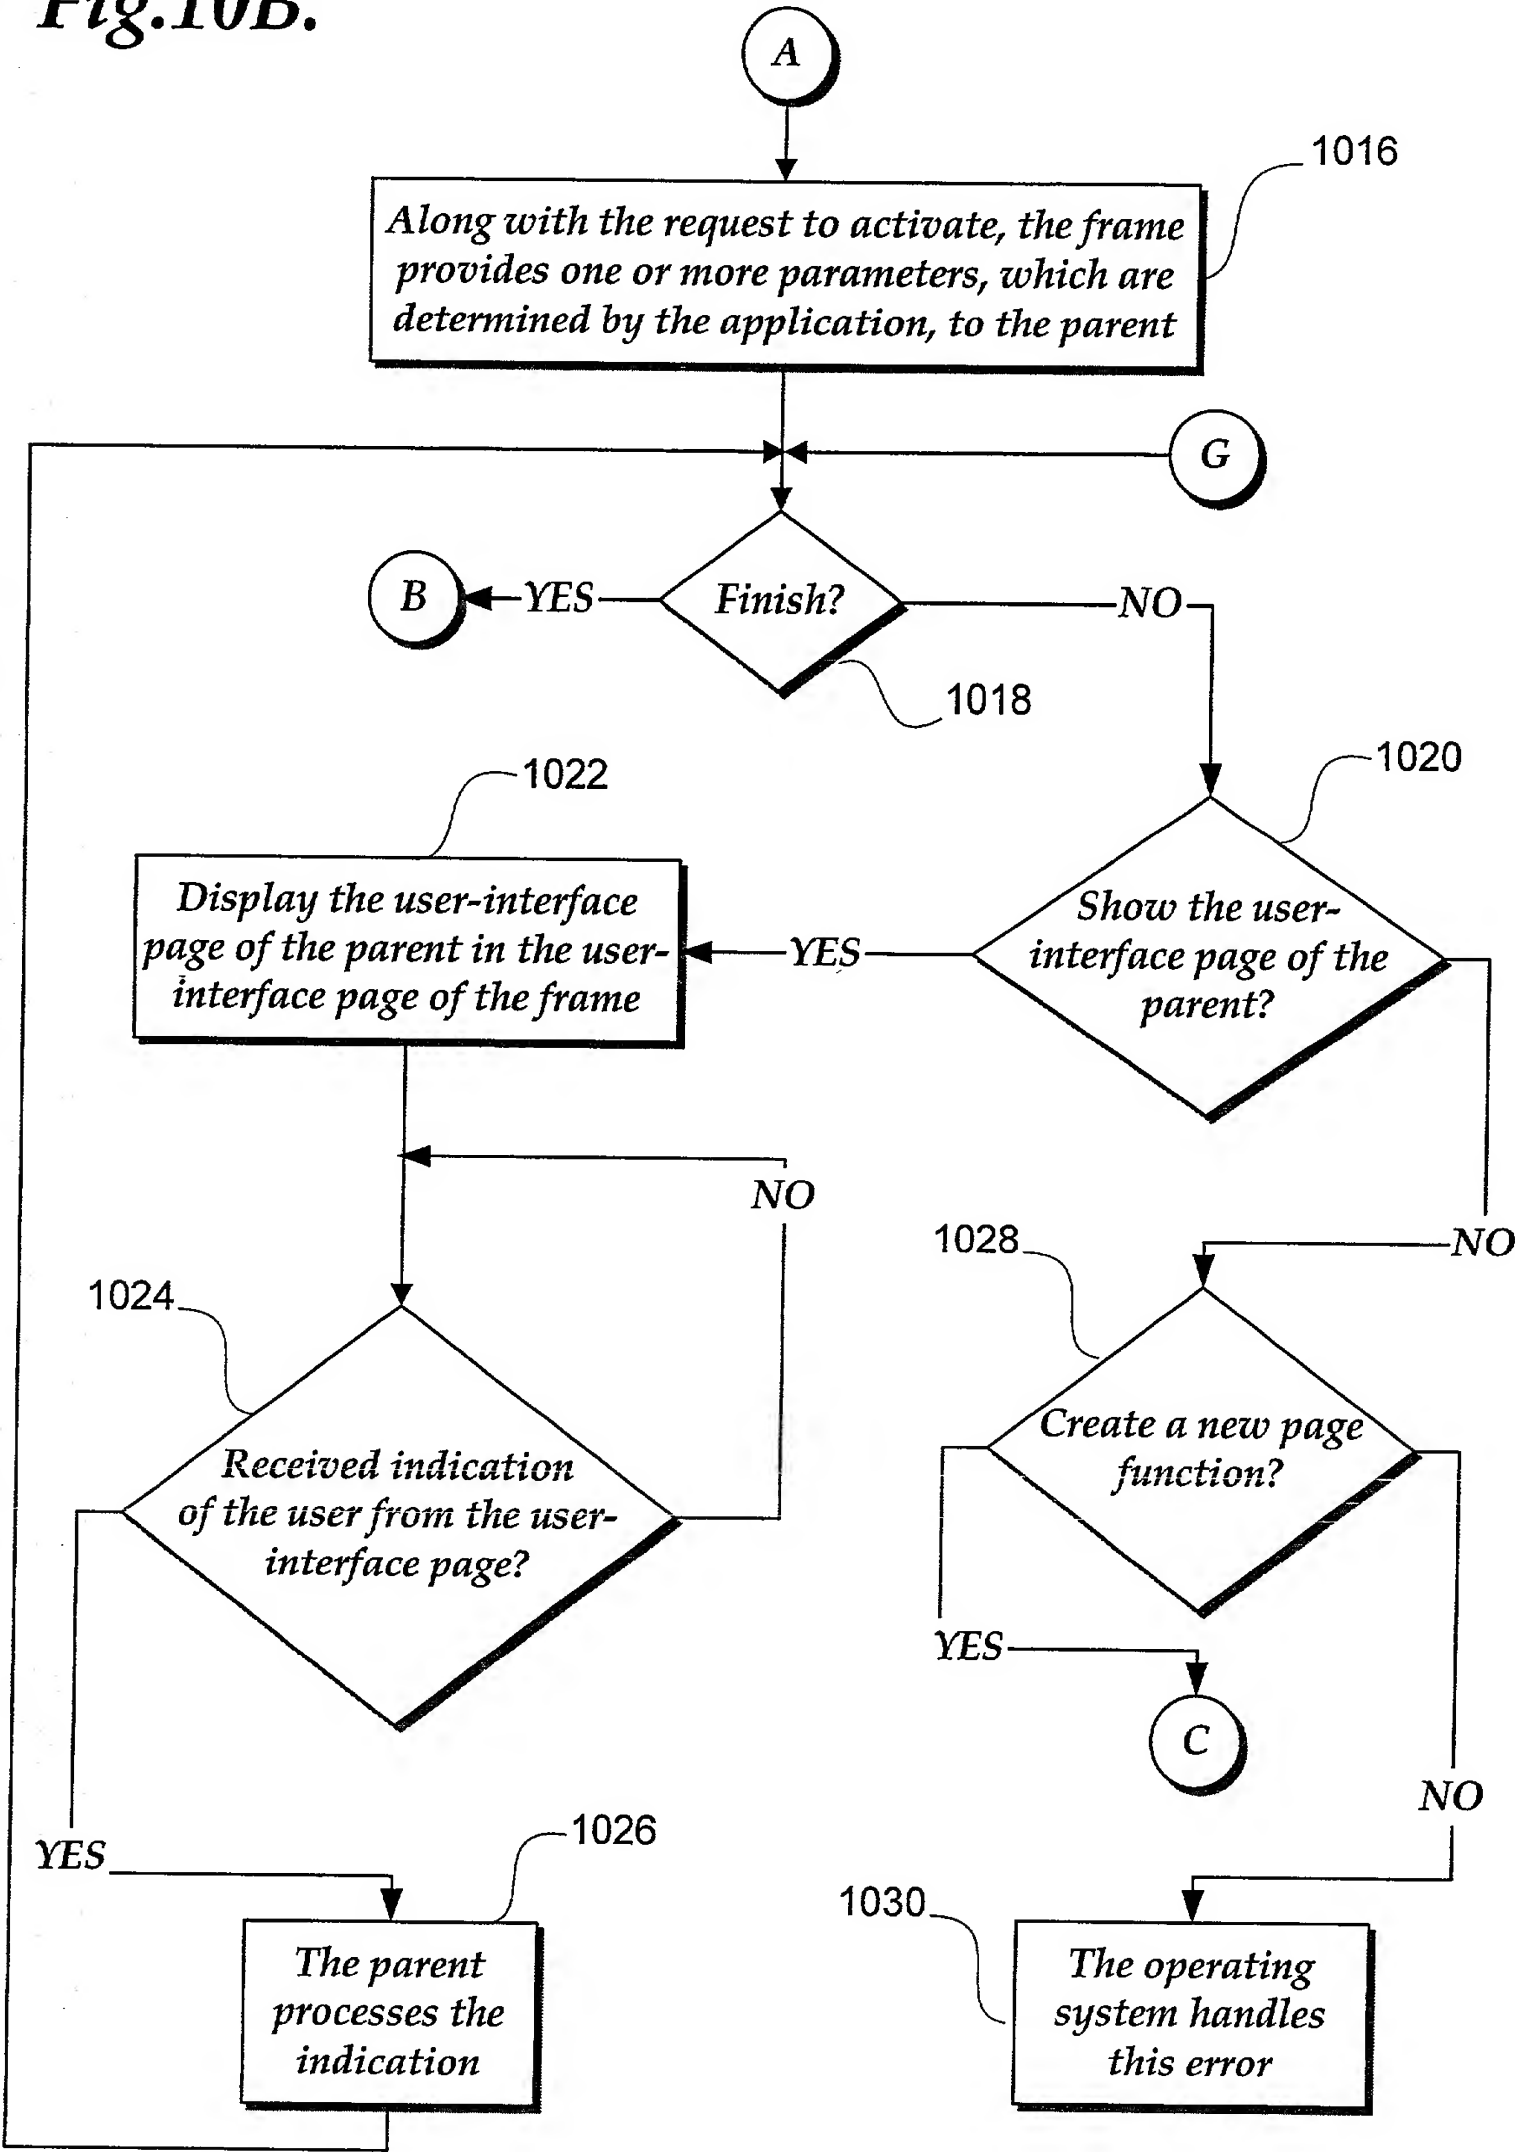 Fig.10B.
A
1016
Along with the request to activate, the frame
provides one or more parameters, which are
determined by the application, to the parent
G
B
YES
Finish?
NO
1018
1020
1022
Display the user-interface
page of the parent in the user-
interface page of the frame
YES
Show the user-
interface page of the
parent?
NO
NO
1028
1024
Create a new page
function?
Received indication
of the user from the user-
interface page?
YES
C
NO
YES
1026
1030
The parent
processes the
indication
The operating
system handles
this error